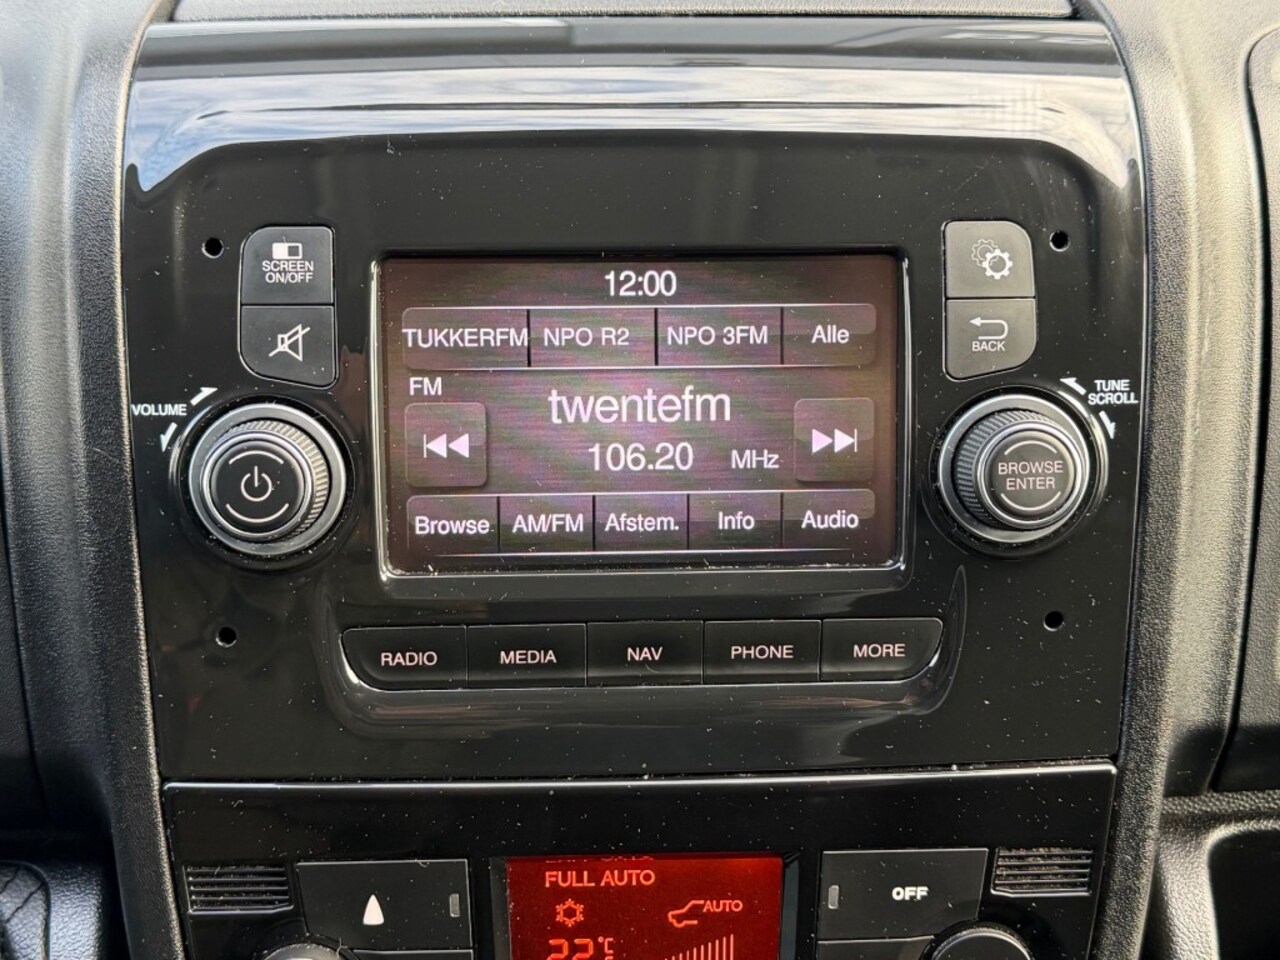 SCREEN
ON/OFF
12:00
TUKKERFM NPO R2 NPO 3FM Alle
BACK
FM
twentefm
106.20 MHz
VOLUME
TUNE
SCROLL
BROWSE
ENTER
Browse AM/FM Afstem. Info Audio
RADIO MEDIA NAV PHONE MORE
FULL AUTO
OFF
AUTO
22°C